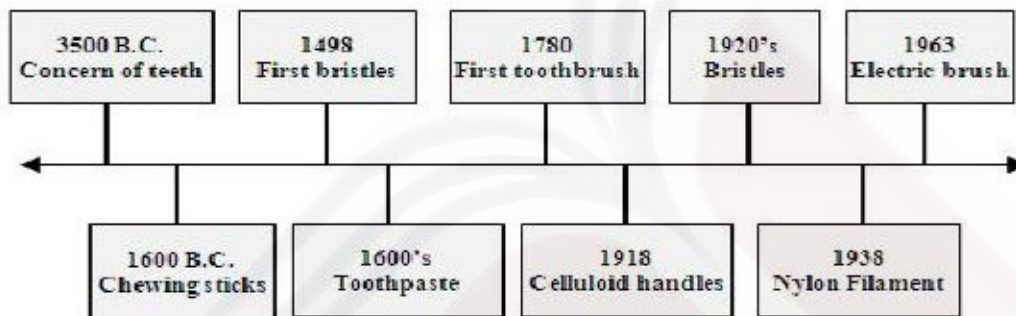 3500 B.C.
Concern of teeth
1498
First bristles
1780
First toothbrush
1920's
Bristles
1963
Electric brush
1600 B.C.
Chewing sticks
1600's
Toothpaste
1918
Celluloid handles
1938
Nylon Filament